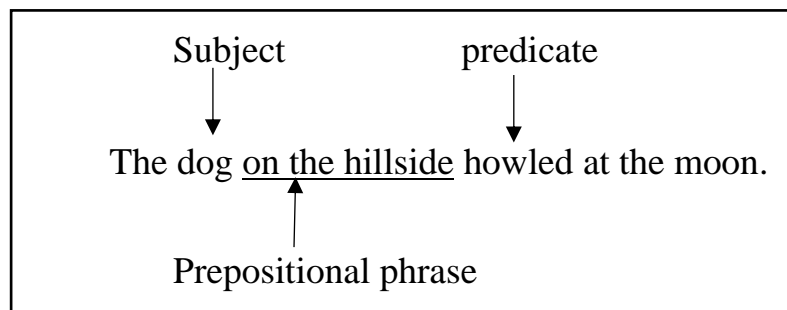 Subject predicate
The dog on the hillside howled at the moon.
Prepositional phrase